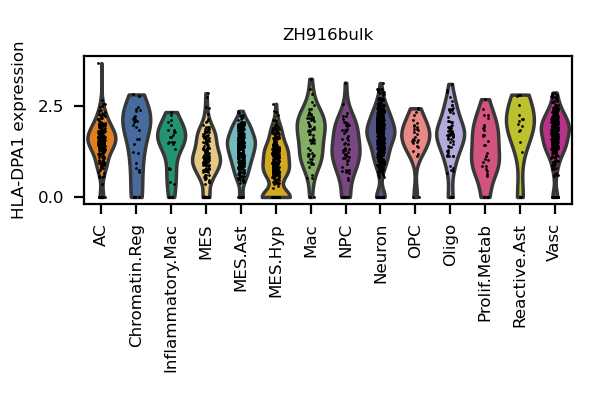 ZH916bulk
HLA-DPA1 expression
2.5
0.0
AC
Chromatin.Reg
Inflammatory.Mac
MES
MES.Ast
MES.Hyp
Mac
NPC
Neuron
OPC
Oligo
Prolif.Metab
Reactive.Ast
Vasc